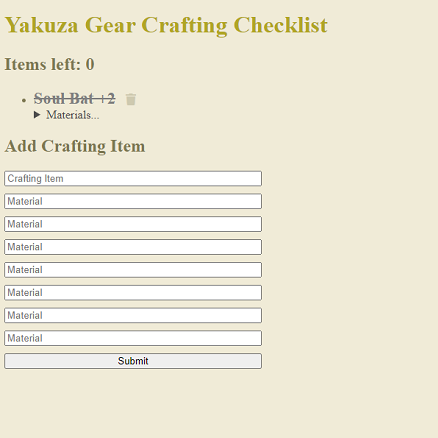 Yakuza Gear Crafting Checklist
Items left: 0
Soul Bat +2
Materials...
Add Crafting Item
Crafting Item
Material
Material
Material
Material
Material
Material
Material
Submit